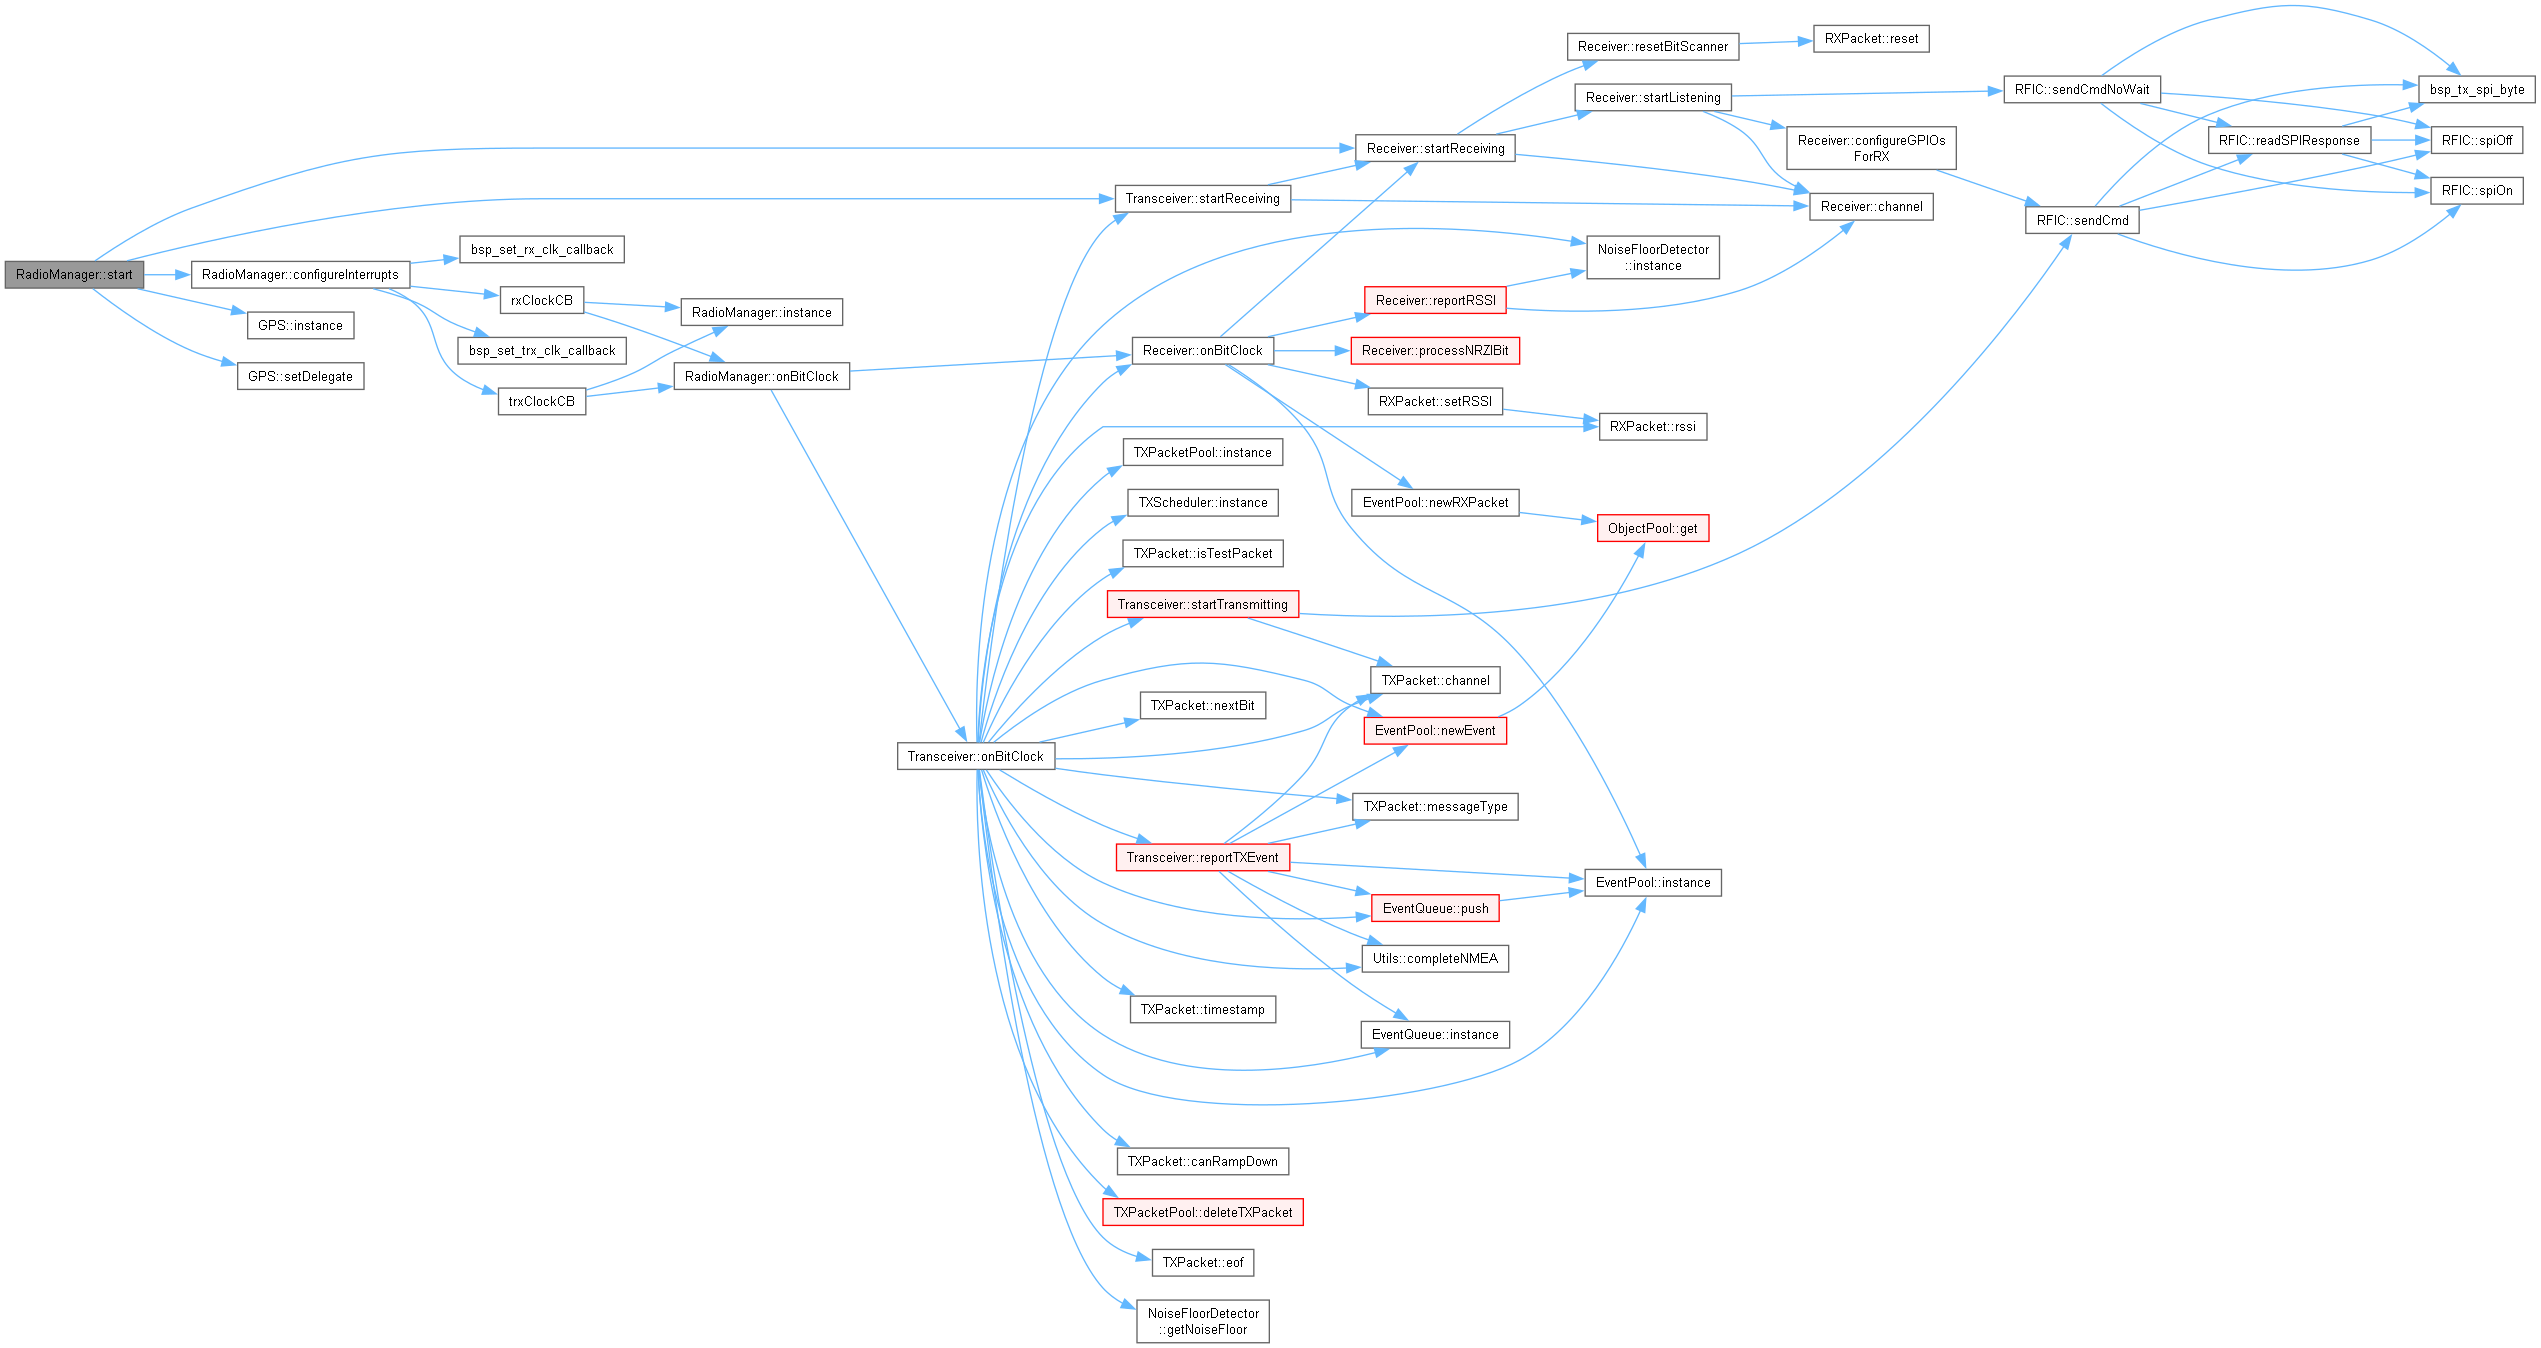 RadioManager::start
RadioManager::configureInterrupts
GPS::instance
GPS::setDelegate
bsp_set_rx_clk_callback
rxClockCB
bsp_set_trx_clk_callback
trxClockCB
RadioManager::instance
RadioManager::onBitClock
Transceiver::onBitClock
Transceiver::startReceiving
Receiver::onBitClock
TXPacketPool::instance
TXScheduler::instance
TXPacket::isTestPacket
Transceiver::startTransmitting
TXPacket::nextBit
Transceiver::reportTXEvent
TXPacket::timestamp
TXPacket::canRampDown
TXPacketPool::deleteTXPacket
TXPacket::eof
NoiseFloorDetector
::getNoiseFloor
Receiver::startReceiving
Receiver::reportRSSI
Receiver::processNRZIBit
RXPacket::setRSSI
EventPool::newRXPacket
TXPacket::channel
EventPool::newEvent
TXPacket::messageType
EventQueue::push
Utils::completeNMEA
EventQueue::instance
Receiver::resetBitScanner
Receiver::startListening
NoiseFloorDetector
::instance
RXPacket::rssi
ObjectPool::get
EventPool::instance
RXPacket::reset
Receiver::configureGPIOs
ForRX
Receiver::channel
RFIC::sendCmdNoWait
RFIC::sendCmd
RFIC::readSPIResponse
bsp_tx_spi_byte
RFIC::spiOff
RFIC::spiOn